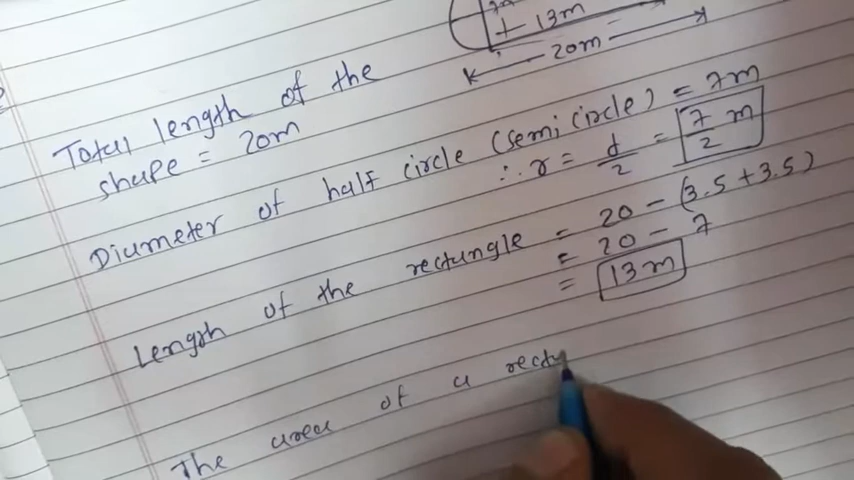 13m
20m
Total length of the
shape = 20m
Diameter of half circle (semi circle) = 7m
∴ r = d/2 = 7/2 m
Length of the rectangle = 20 - (3.5 + 3.5)
= 20 - 7
= 13m
The area of a rectu